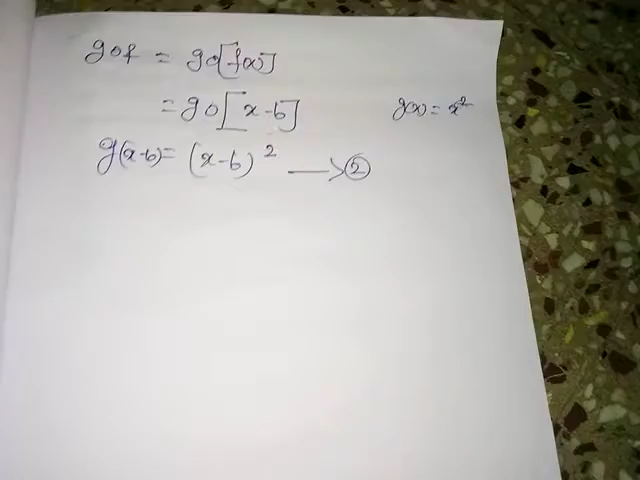 gof = go[f(x)]
= go[x-6] g(x) = x²
g(x-6) = (x-6)² —>②